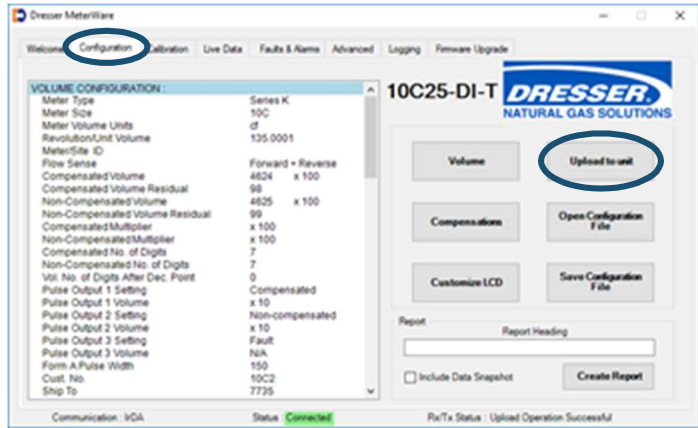 Dresser MeterWare
Welcome Configuration Calibration Live Data Faults & Alarms Advanced Logging Firmware Upgrade
VOLUME CONFIGURATION :
Meter Type Series K
Meter Size 10C
Meter Volume Units cf
Revolution/Unit Volume 135.0001
Meter/Site ID
Flow Sense Forward + Reverse
Compensated Volume 4624 x 100
Compensated Volume Residual 98
Non-Compensated Volume 4625 x 100
Non-Compensated Volume Residual 99
Compensated Multiplier x 100
Non-Compensated Multiplier x 100
Compensated No. of Digits 7
Non-Compensated No. of Digits 7
Vol. No. of Digits After Dec. Point 0
Pulse Output 1 Setting Compensated
Pulse Output 1 Volume x 10
Pulse Output 2 Setting Non-compensated
Pulse Output 2 Volume x 10
Pulse Output 3 Setting Fault
Pulse Output 3 Volume N/A
Form A Pulse Width 150
Cust. No. 10C2
Ship To 7735
10C25-DI-T
DRESSER.
NATURAL GAS SOLUTIONS
Volume
Upload to unit
Compensations
Open Configuration
File
Customize LCD
Save Configuration
File
Report
Report Heading
Include Data Snapshot
Create Report
Communication : IrDA Status : Connected Rx/Tx Status : Upload Operation Successful